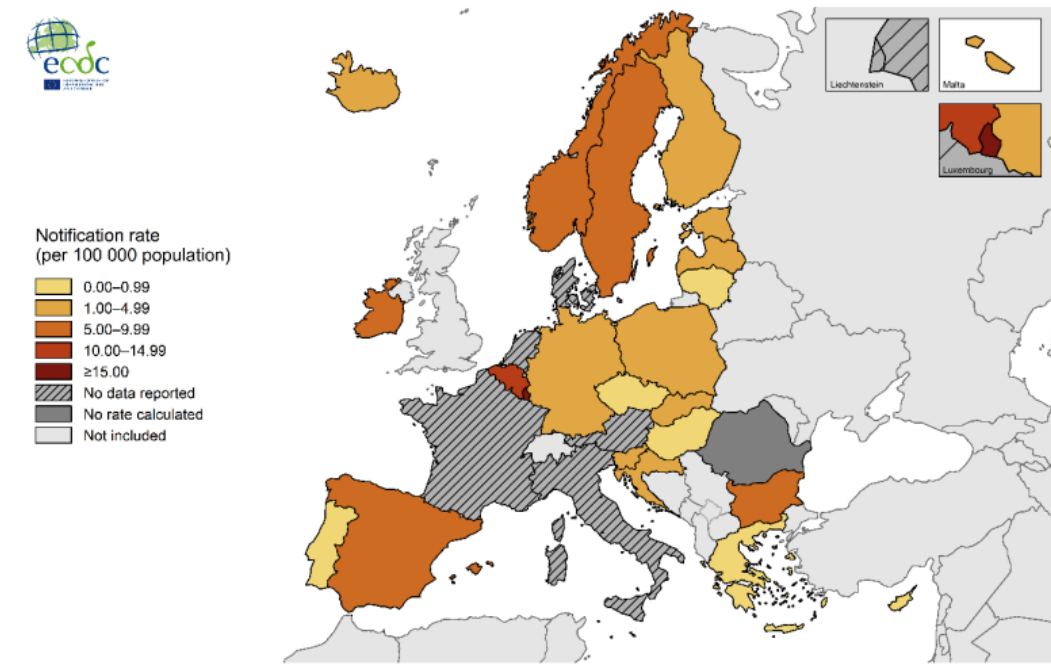 ecdc
Liechtenstein
Malta
Luxembourg
Notification rate
(per 100 000 population)
0.00–0.99
1.00–4.99
5.00–9.99
10.00–14.99
≥15.00
No data reported
No rate calculated
Not included